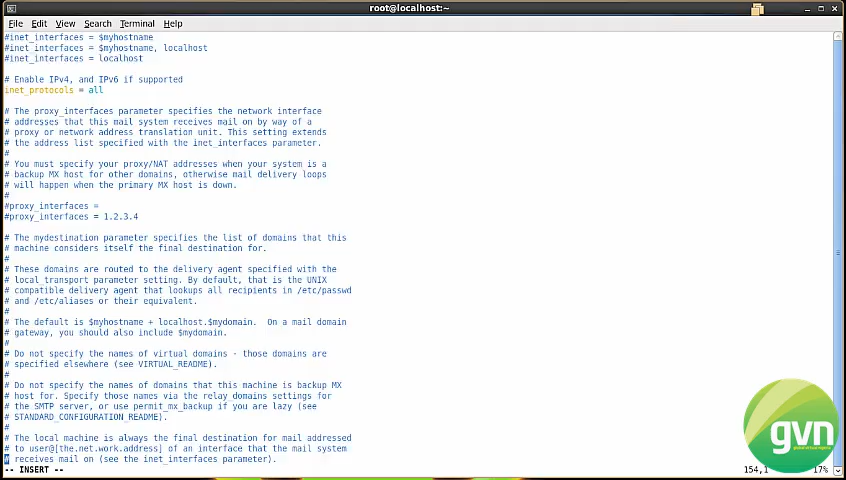 root@localhost:~
File Edit View Search Terminal Help
#inet_interfaces = $myhostname
#inet_interfaces = $myhostname, localhost
#inet_interfaces = localhost
# Enable IPv4, and IPv6 if supported
inet_protocols = all
# The proxy_interfaces parameter specifies the network interface
# addresses that this mail system receives mail on by way of a
# proxy or network address translation unit. This setting extends
# the address list specified with the inet_interfaces parameter.
#
# You must specify your proxy/NAT addresses when your system is a
# backup MX host for other domains, otherwise mail delivery loops
# will happen when the primary MX host is down.
#
#proxy_interfaces =
#proxy_interfaces = 1.2.3.4
# The mydestination parameter specifies the list of domains that this
# machine considers itself the final destination for.
#
# These domains are routed to the delivery agent specified with the
# local_transport parameter setting. By default, that is the UNIX
# compatible delivery agent that lookups all recipients in /etc/passwd
# and /etc/aliases or their equivalent.
#
# The default is $myhostname + localhost.$mydomain.  On a mail domain
# gateway, you should also include $mydomain.
#
# Do not specify the names of virtual domains - those domains are
# specified elsewhere (see VIRTUAL_README).
#
# Do not specify the names of domains that this machine is backup MX
# host for. Specify those names via the relay_domains settings for
# the SMTP server, or use permit_mx_backup if you are lazy (see
# STANDARD_CONFIGURATION_README).
#
# The local machine is always the final destination for mail addressed
# to user@[the.net.work.address] of an interface that the mail system
# receives mail on (see the inet_interfaces parameter).
-- INSERT -- 154,1 17%
gvn